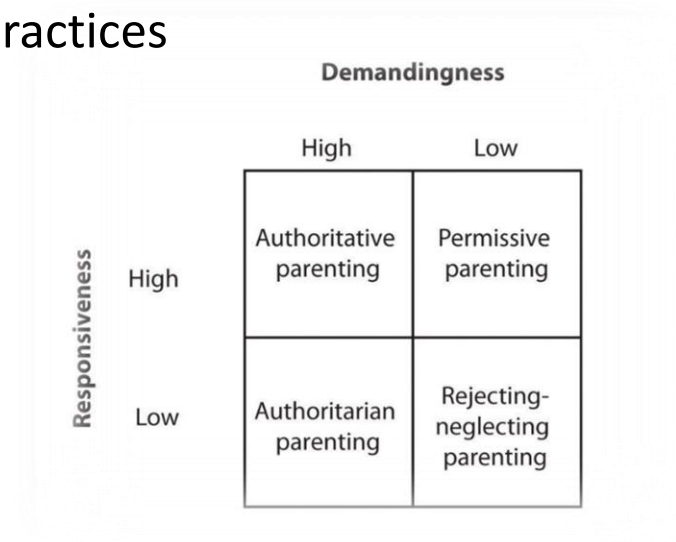 ractices
Demandingness
High Low
Responsiveness
High
Authoritative
parenting
Permissive
parenting
Low
Authoritarian
parenting
Rejecting-
neglecting
parenting